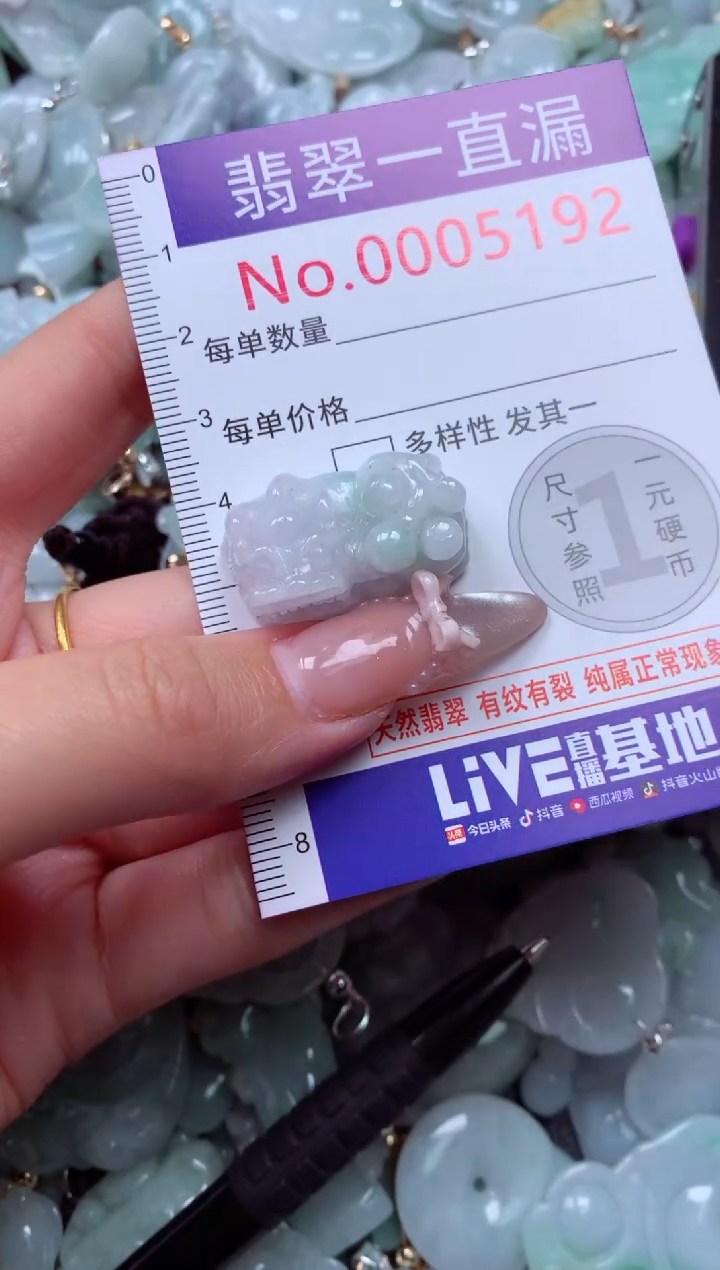 翡翠一直漏
No.0005192
每单数量
每单价格
多样性 发其一
尺寸参照
1
一元硬币
天然翡翠 有纹有裂 纯属正常现象
LiVE直播基地
头条 今日头条 抖音 西瓜视频 抖音火山
0
1
2
3
4
8